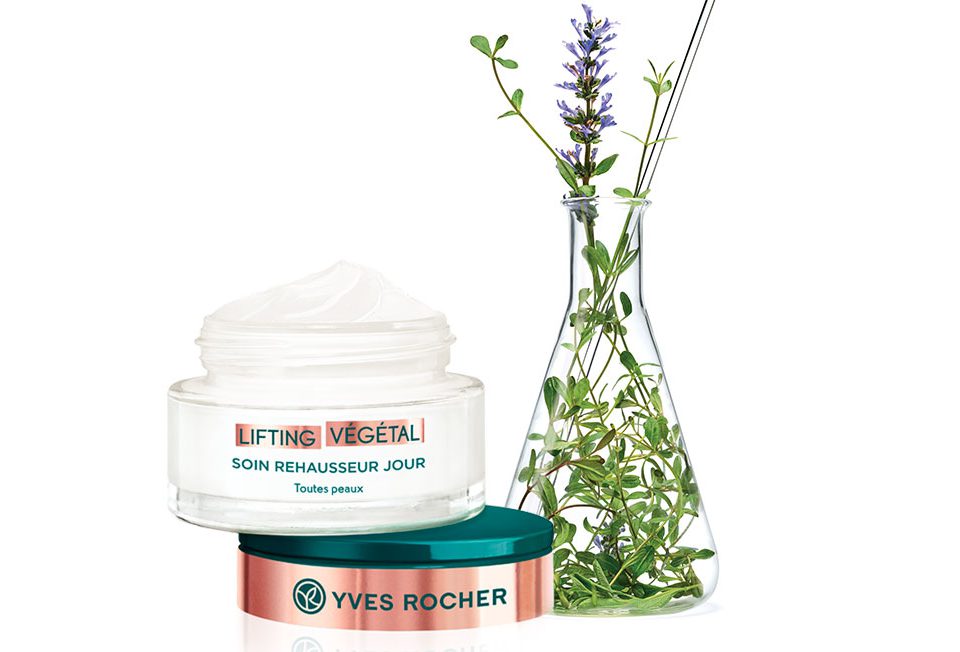 LIFTING VÉGÉTAL
SOIN REHAUSSEUR JOUR
Toutes peaux
YVES ROCHER